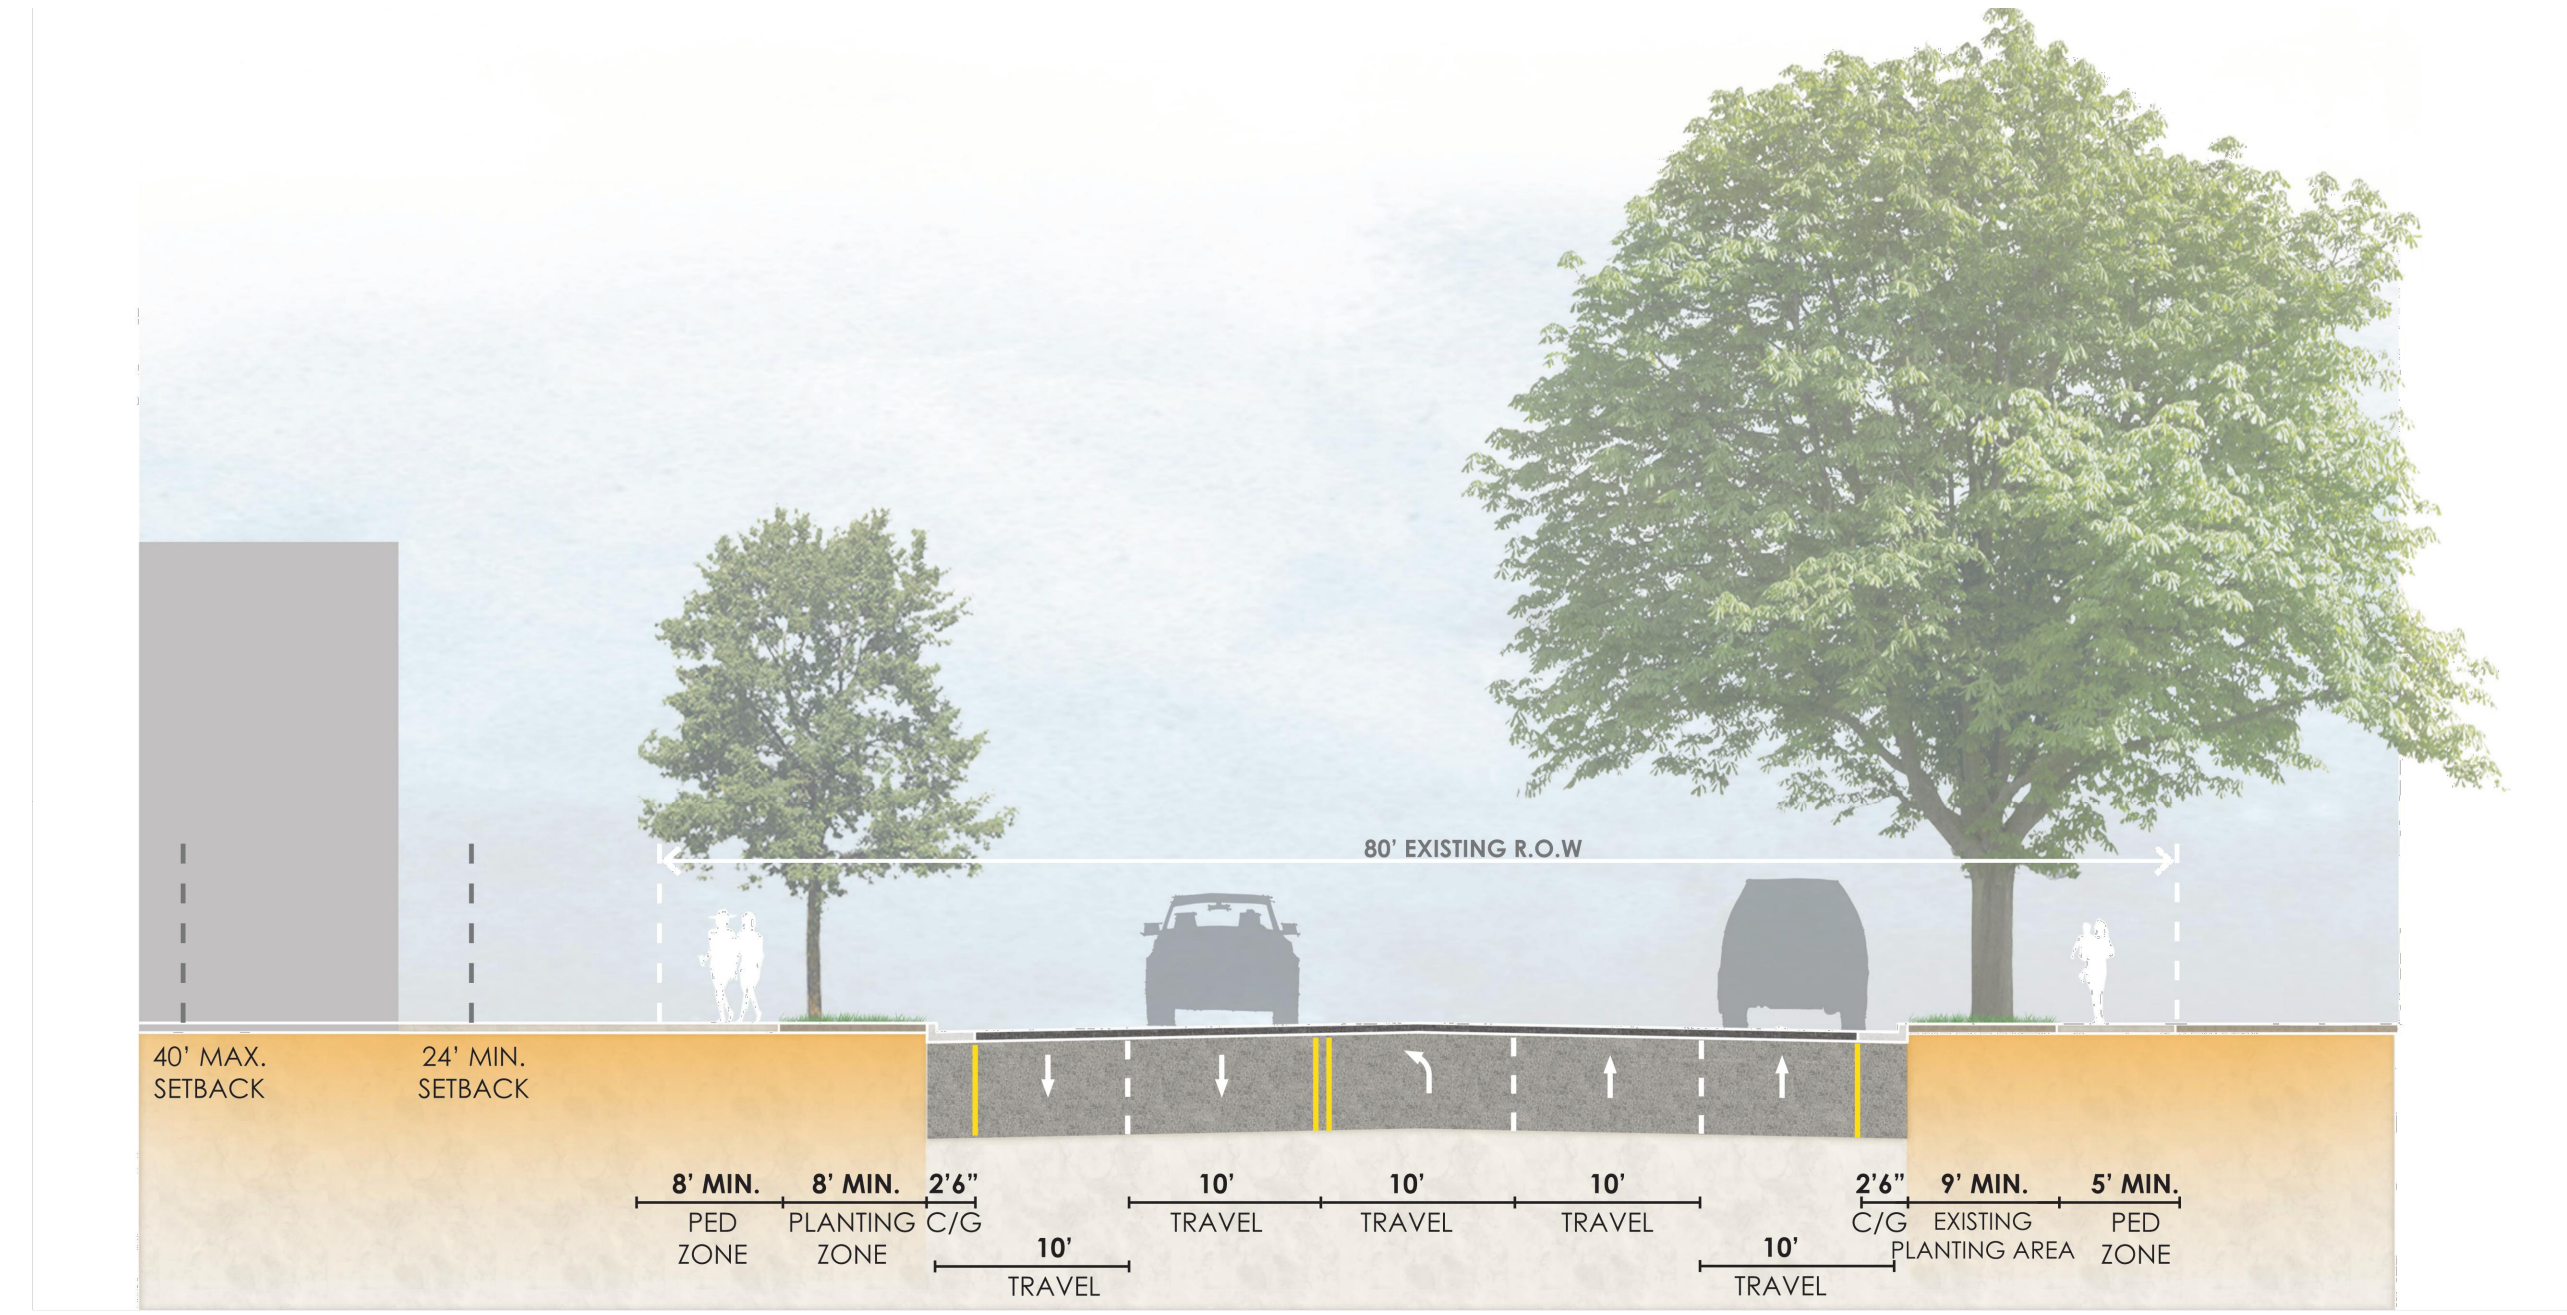 80’ EXISTING R.O.W
40’ MAX.
SETBACK
24’ MIN.
SETBACK
8’ MIN.
PED
ZONE
8’ MIN.
PLANTING
ZONE
2’6”
C/G
10’
TRAVEL
10’
TRAVEL
10’
TRAVEL
10’
TRAVEL
10’
TRAVEL
2’6”
C/G
9’ MIN.
EXISTING
PLANTING AREA
5’ MIN.
PED
ZONE